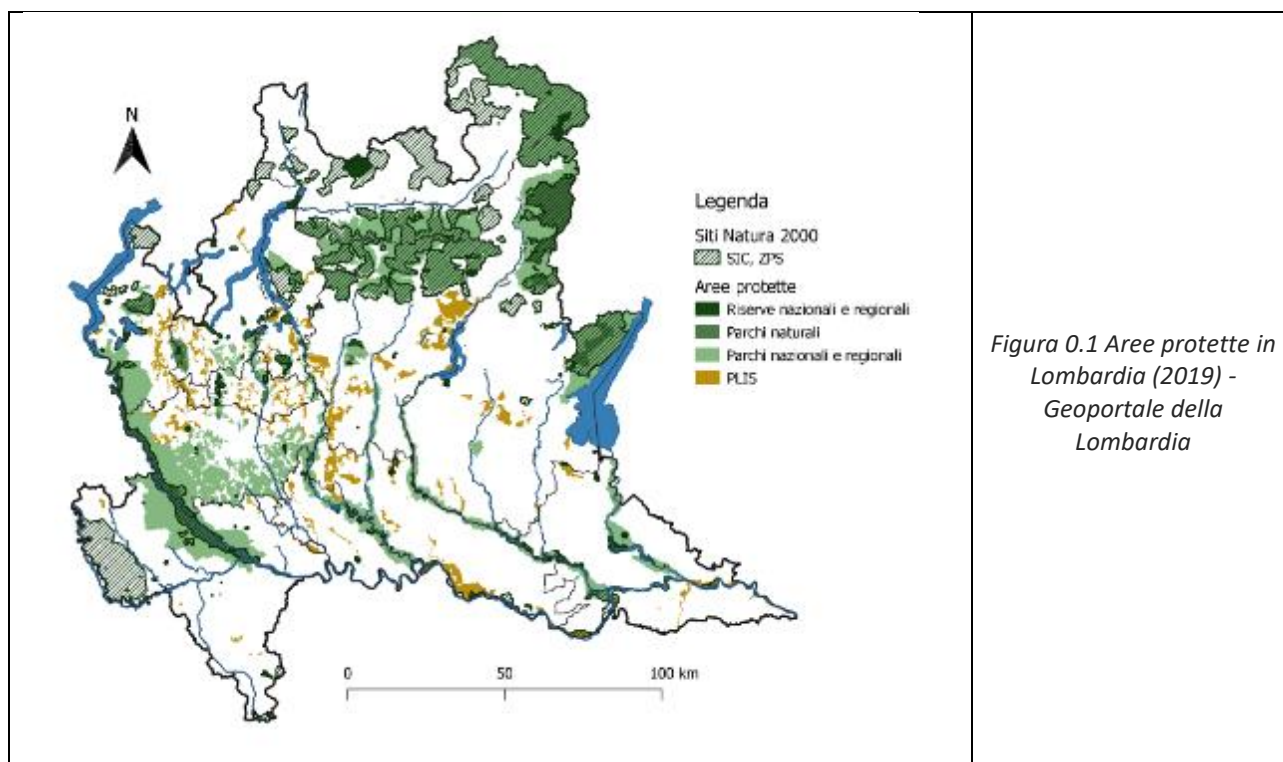 N
Legenda
Siti Natura 2000
SIC, ZPS
Aree protette
Riserve nazionali e regionali
Parchi naturali
Parchi nazionali e regionali
PLIS
0 50 100 km
Figura 0.1 Aree protette in
Lombardia (2019) -
Geoportale della
Lombardia